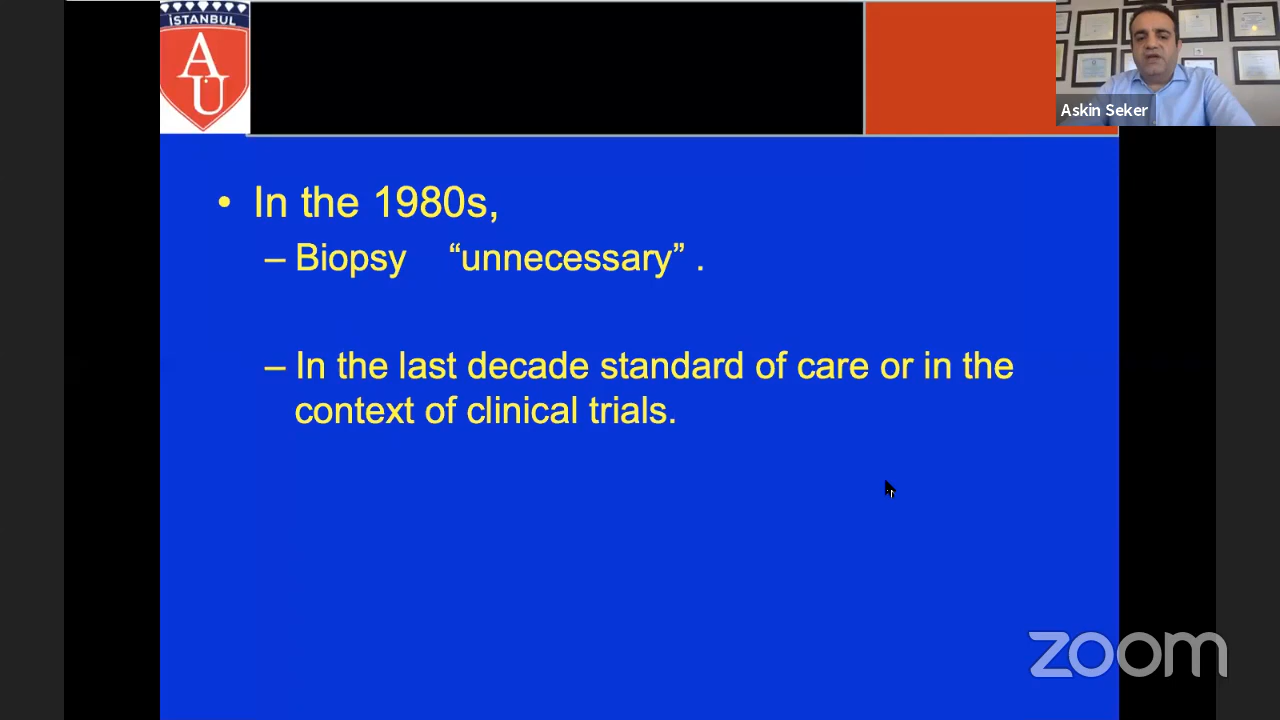 İSTANBUL
AU
Askin Seker
• In the 1980s,
– Biopsy “unnecessary” .
– In the last decade standard of care or in the
context of clinical trials.
zoom